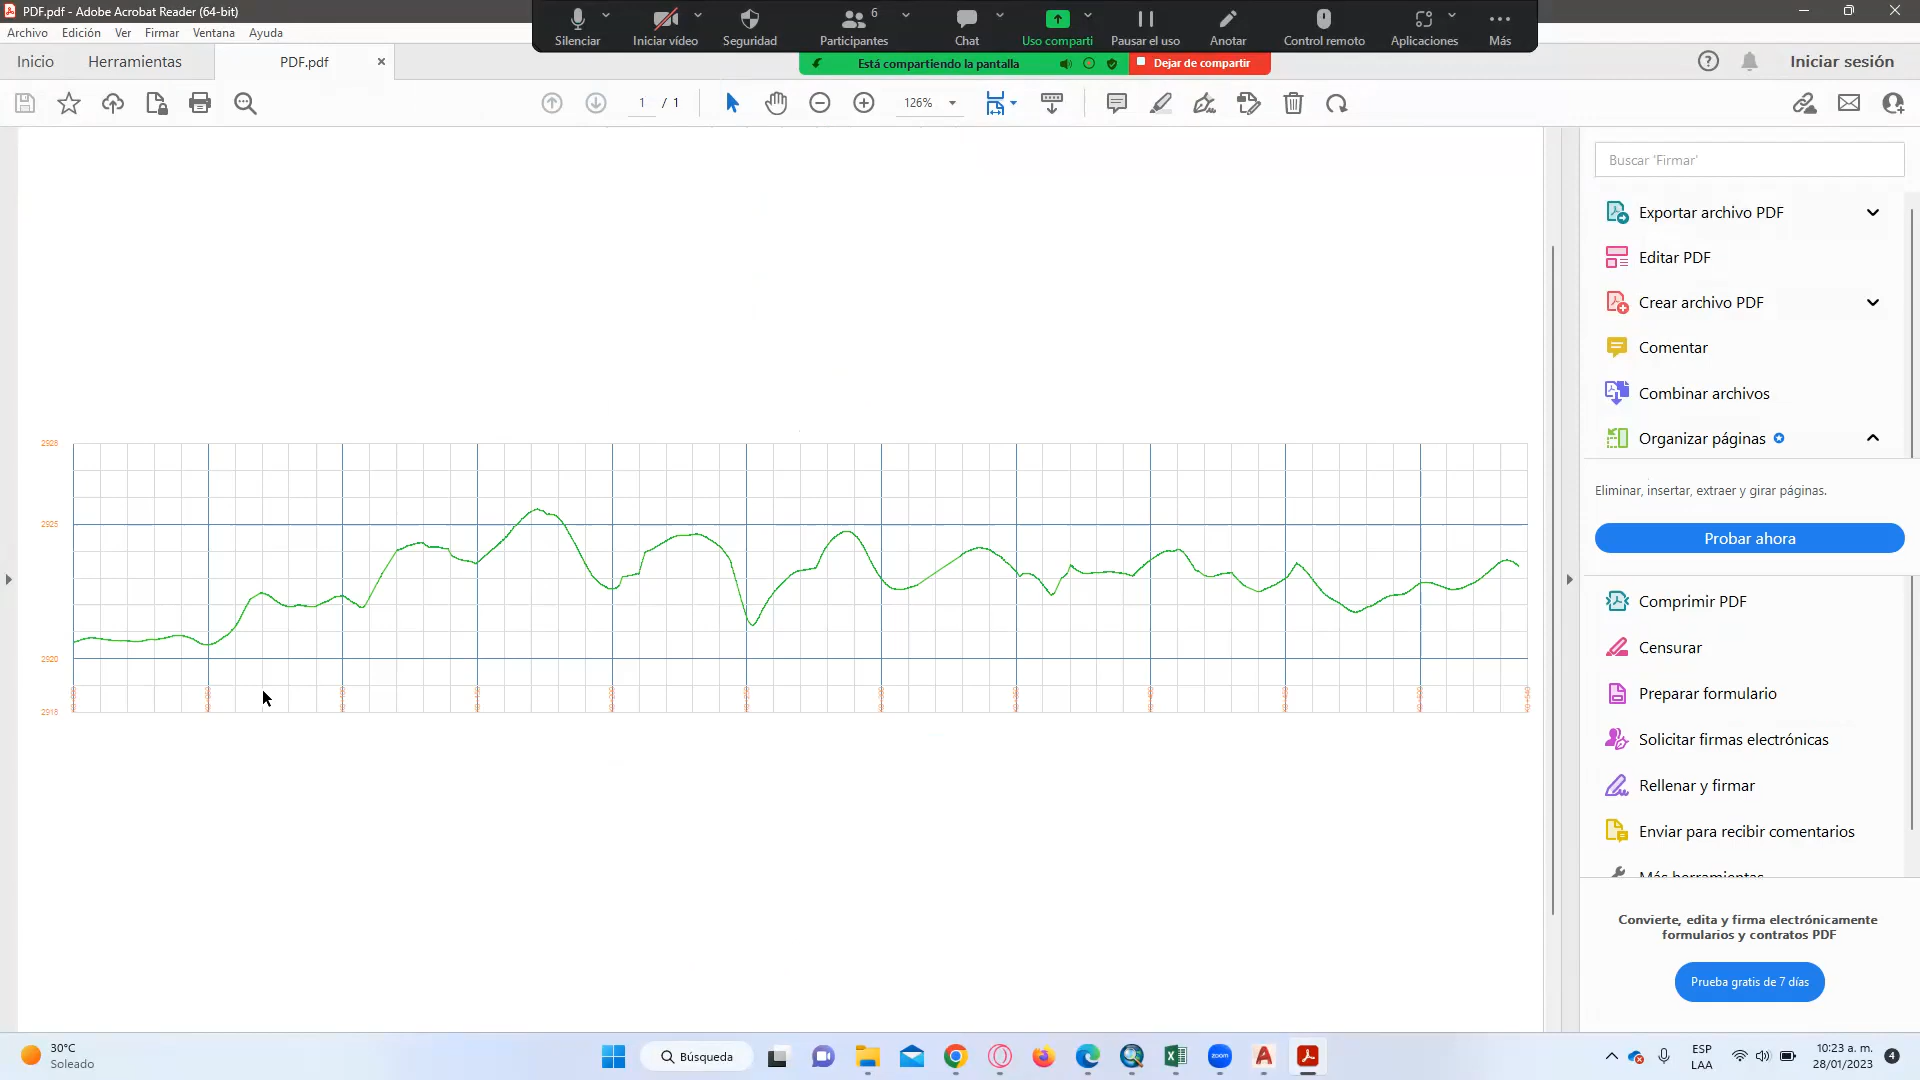 PDF.pdf - Adobe Acrobat Reader (64-bit)
Archivo Edición Ver Firmar Ventana Ayuda
Silenciar Iniciar vídeo Seguridad Participantes 6 Chat Uso comparti Pausar el uso Anotar Control remoto Aplicaciones Más
Está compartiendo la pantalla Dejar de compartir
Inicio Herramientas PDF.pdf Iniciar sesión
1 / 1 126%
Buscar 'Firmar'
Exportar archivo PDF
Editar PDF
Crear archivo PDF
Comentar
Combinar archivos
Organizar páginas
Eliminar, insertar, extraer y girar páginas.
Probar ahora
Comprimir PDF
Censurar
Preparar formulario
Solicitar firmas electrónicas
Rellenar y firmar
Enviar para recibir comentarios
Más herramientas
Convierte, edita y firma electrónicamente
formularios y contratos PDF
Prueba gratis de 7 días
2925
2920
30°C
Soleado
Búsqueda
zoom
ESP
LAA
10:23 a. m.
28/01/2023
4